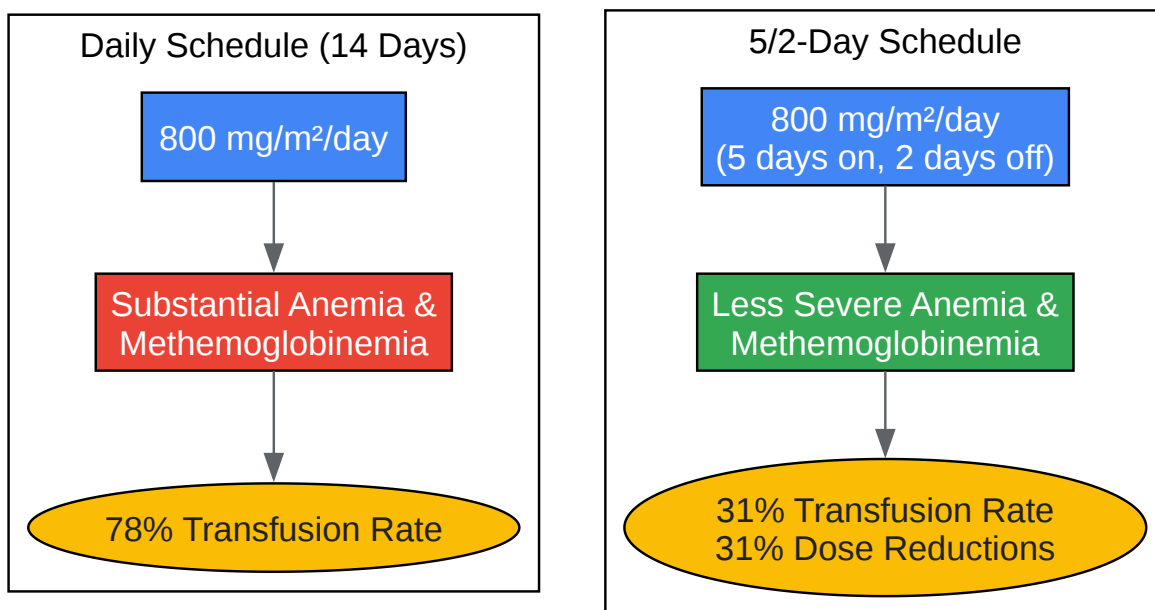 Daily Schedule (14 Days)
800 mg/m²/day
Substantial Anemia &
Methemoglobinemia
78% Transfusion Rate
5/2-Day Schedule
800 mg/m²/day
(5 days on, 2 days off)
Less Severe Anemia &
Methemoglobinemia
31% Transfusion Rate
31% Dose Reductions